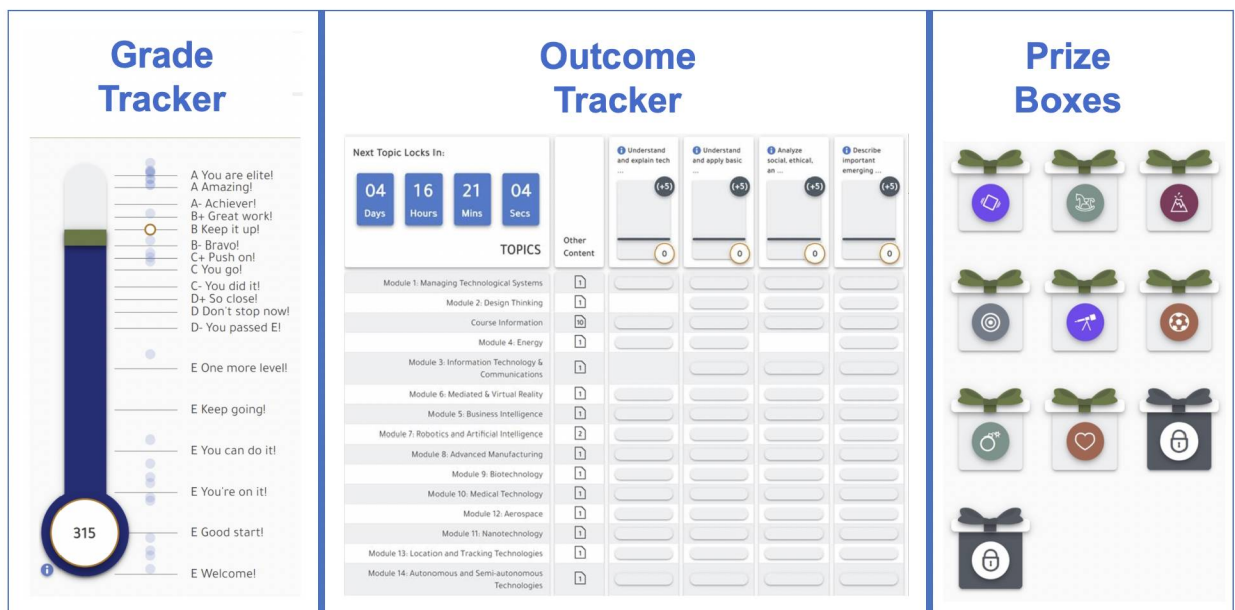 Grade
Tracker
A You are elite!
A Amazing!
A- Achiever!
B+ Great work!
B Keep it up!
B- Bravo!
C+ Push on!
C You go!
C- You did it!
D+ So close!
D Don't stop now!
D- You passed E!
E One more level!
E Keep going!
E You can do it!
E You're on it!
E Good start!
E Welcome!
315
i
Outcome
Tracker
Next Topic Locks In:
04 16 21 04
Days Hours Mins Secs
TOPICS
Other
Content
i Understand
and explain tech
...
(+5)
0
i Understand
and apply basic
...
(+5)
0
i Analyze
social, ethical,
an ...
(+5)
0
i Describe
important
emerging ...
(+5)
0
Module 1: Managing Technological Systems 1
Module 2: Design Thinking 1
Course Information 10
Module 4: Energy 1
Module 3: Information Technology &
Communications 1
Module 6: Mediated & Virtual Reality 1
Module 5: Business Intelligence 1
Module 7: Robotics and Artificial Intelligence 2
Module 8: Advanced Manufacturing 1
Module 9: Biotechnology 1
Module 10: Medical Technology 1
Module 12: Aerospace 1
Module 11: Nanotechnology 1
Module 13: Location and Tracking Technologies 1
Module 14: Autonomous and Semi-autonomous
Technologies 1
Prize
Boxes